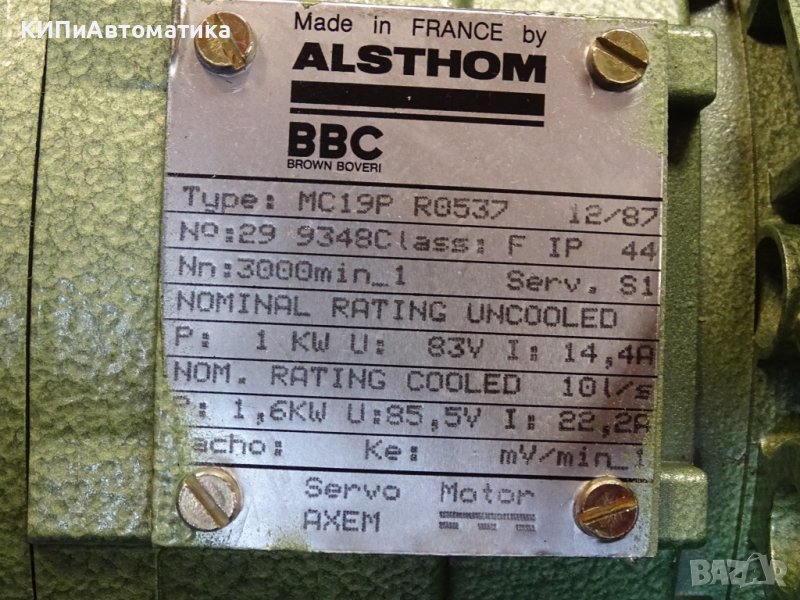 КИПиАвтоматика
Made in FRANCE by
ALSTHOM
BBC
BROWN BOVERI
Type: MC19P R0537 12/87
Nº:29 9348Class: F IP 44
Nn:3000min_1 Serv. S1
NOMINAL RATING UNCOOLED
P: 1 KW U: 83V I: 14,4A
NOM. RATING COOLED 10l/s
P: 1,6KW U:85,5V I: 22,2A
Tacho: Ke: mV/min_1
Servo Motor
AXEM
BAZAR